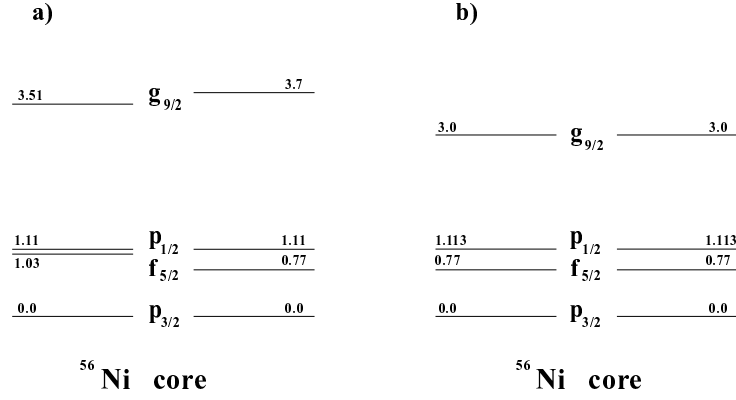 a) b)
3.51 g9/2 3.7
3.0 g9/2 3.0
1.11 p1/2 1.11
1.113 p1/2 1.113
1.03 f5/2 0.77
0.77 f5/2 0.77
0.0 p3/2 0.0
0.0 p3/2 0.0
56Ni core 56Ni core